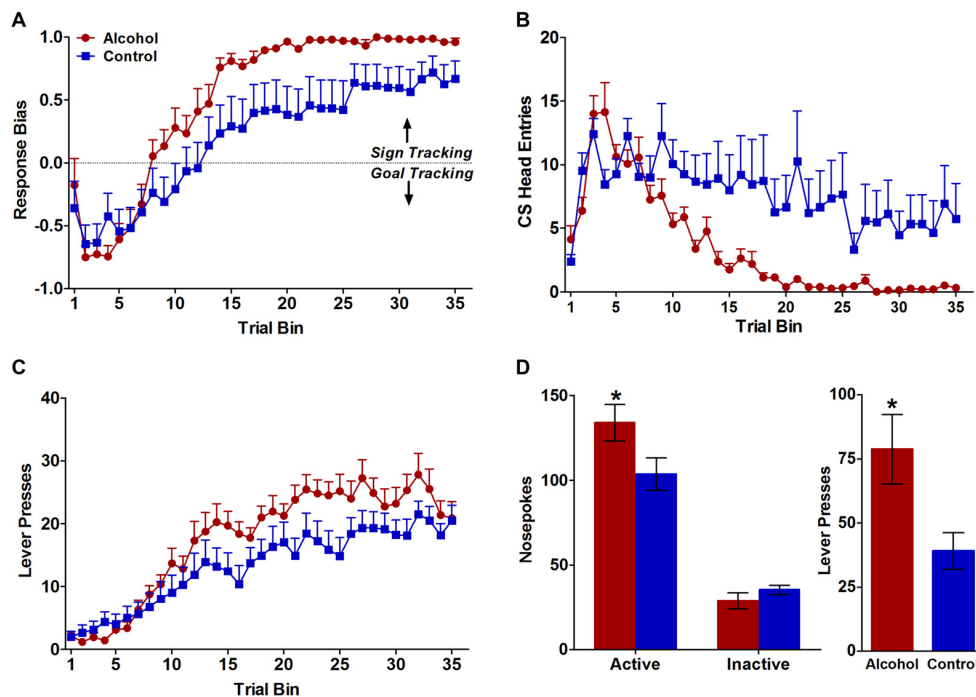 A
Alcohol
Control
Response Bias
1.0
0.5
0.0
-0.5
-1.0
Sign Tracking
Goal Tracking
1 5 10 15 20 25 30 35
Trial Bin
B
CS Head Entries
20
15
10
5
0
1 5 10 15 20 25 30 35
Trial Bin
C
Lever Presses
40
30
20
10
0
1 5 10 15 20 25 30 35
Trial Bin
D
Nosepokes
150
100
50
0
*
Active Inactive
Lever Presses
100
75
50
25
0
*
Alcohol Control